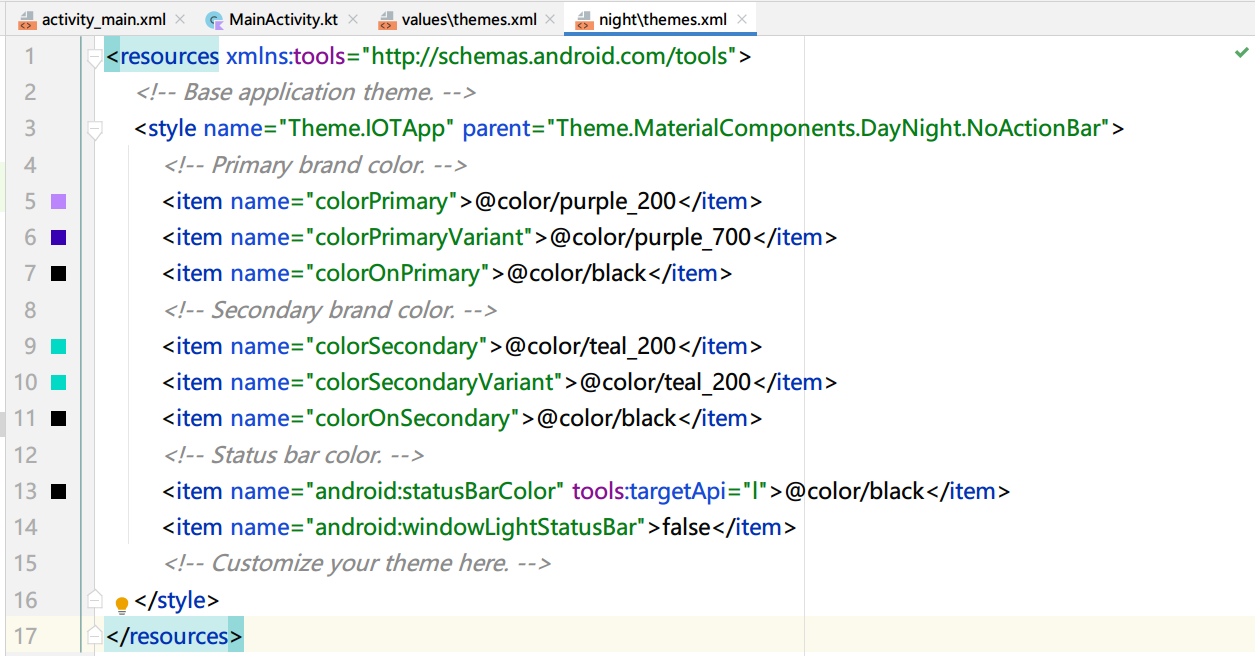 activity_main.xml MainActivity.kt values\themes.xml night\themes.xml
1 <resources xmlns:tools="http://schemas.android.com/tools">
2 <!-- Base application theme. -->
3 <style name="Theme.IOTApp" parent="Theme.MaterialComponents.DayNight.NoActionBar">
4 <!-- Primary brand color. -->
5 <item name="colorPrimary">@color/purple_200</item>
6 <item name="colorPrimaryVariant">@color/purple_700</item>
7 <item name="colorOnPrimary">@color/black</item>
8 <!-- Secondary brand color. -->
9 <item name="colorSecondary">@color/teal_200</item>
10 <item name="colorSecondaryVariant">@color/teal_200</item>
11 <item name="colorOnSecondary">@color/black</item>
12 <!-- Status bar color. -->
13 <item name="android:statusBarColor" tools:targetApi="l">@color/black</item>
14 <item name="android:windowLightStatusBar">false</item>
15 <!-- Customize your theme here. -->
16 </style>
17 </resources>